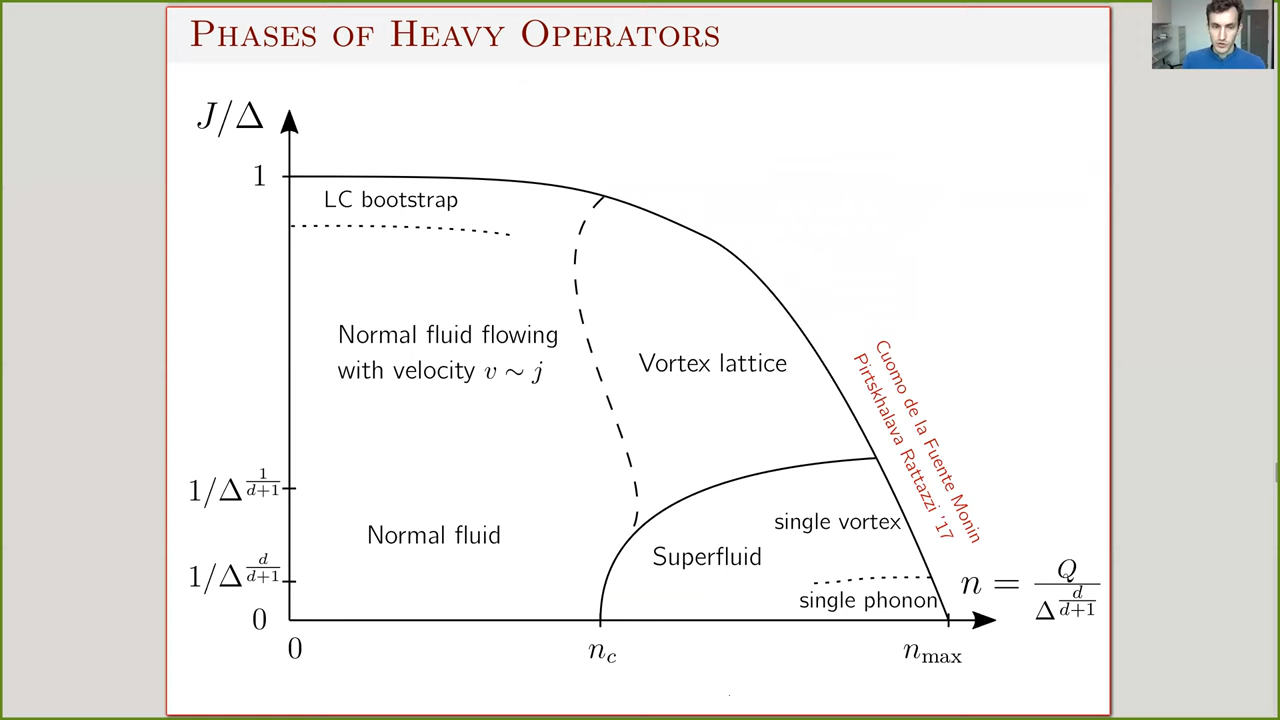 PHASES OF HEAVY OPERATORS
J/Δ
1
LC bootstrap
Normal fluid flowing
with velocity v ∼ j
Vortex lattice
Cuomo de la Fuente Monin
Pirtskhalava Rattazzi '17
1/Δ^{1/(d+1)}
Normal fluid
single vortex
Superfluid
1/Δ^{d/(d+1)}
single phonon
n = Q/Δ^{d/(d+1)}
0
0
n_c
n_max